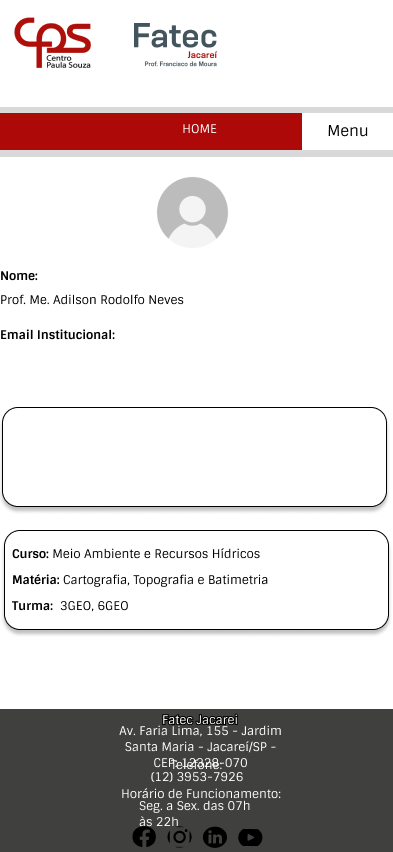 CPS
Centro
Paula Souza
Fatec
Jacareí
Prof. Francisco de Moura
HOME
Menu
Nome:
Prof. Me. Adilson Rodolfo Neves
Email Institucional:
Curso: Meio Ambiente e Recursos Hídricos
Matéria: Cartografia, Topografia e Batimetria
Turma: 3GEO, 6GEO
Fatec Jacarei
Av. Faria Lima, 155 - Jardim
Santa Maria - Jacareí/SP -
CEP: 12328-070
Telefone:
(12) 3953-7926
Horário de Funcionamento:
Seg. a Sex. das 07h
às 22h